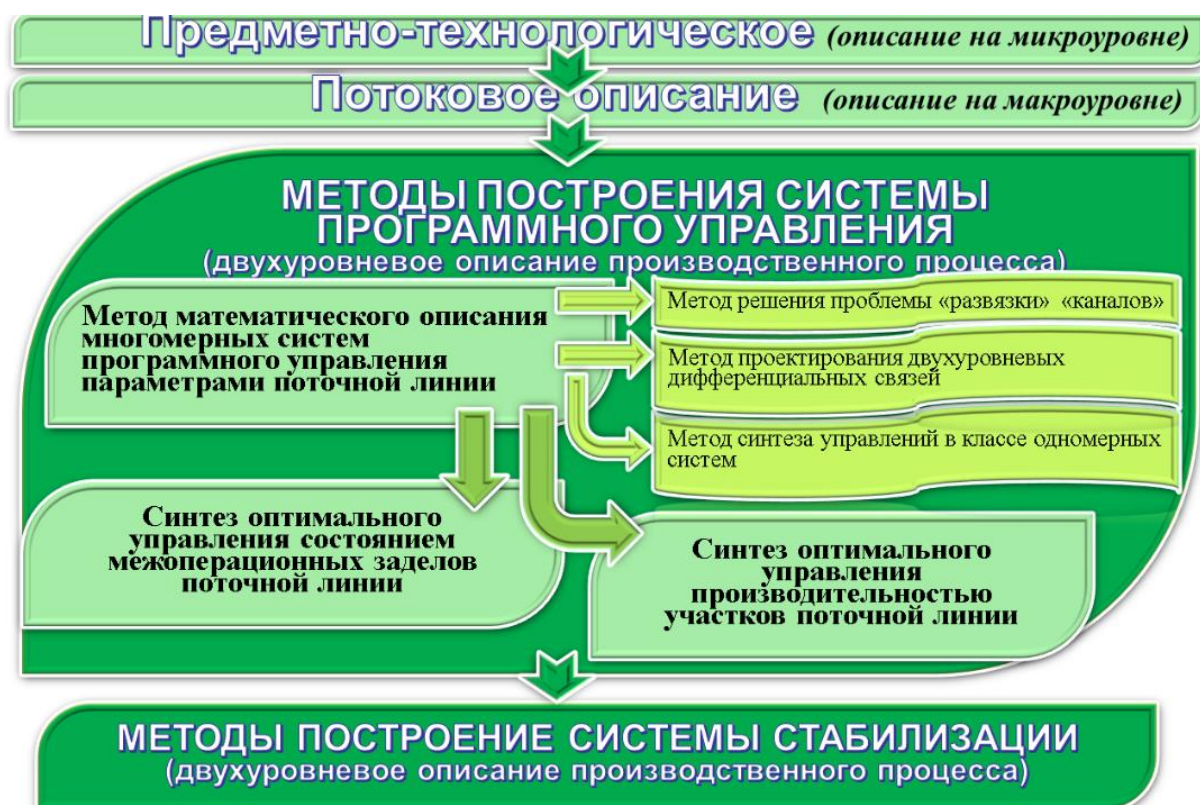 Предметно-технологическое (описание на микроуровне)
Потоковое описание (описание на макроуровне)
МЕТОДЫ ПОСТРОЕНИЯ СИСТЕМЫ
ПРОГРАММНОГО УПРАВЛЕНИЯ
(двухуровневое описание производственного процесса)
Метод математического описания
многомерных систем
программного управления
параметрами поточной линии
Метод решения проблемы «развязки» «каналов»
Метод проектирования двухуровневых
дифференциальных связей
Метод синтеза управлений в классе одномерных
систем
Синтез оптимального
управления состоянием
межоперационных заделов
поточной линии
Синтез оптимального
управления
производительностью
участков поточной линии
МЕТОДЫ ПОСТРОЕНИЕ СИСТЕМЫ СТАБИЛИЗАЦИИ
(двухуровневое описание производственного процесса)